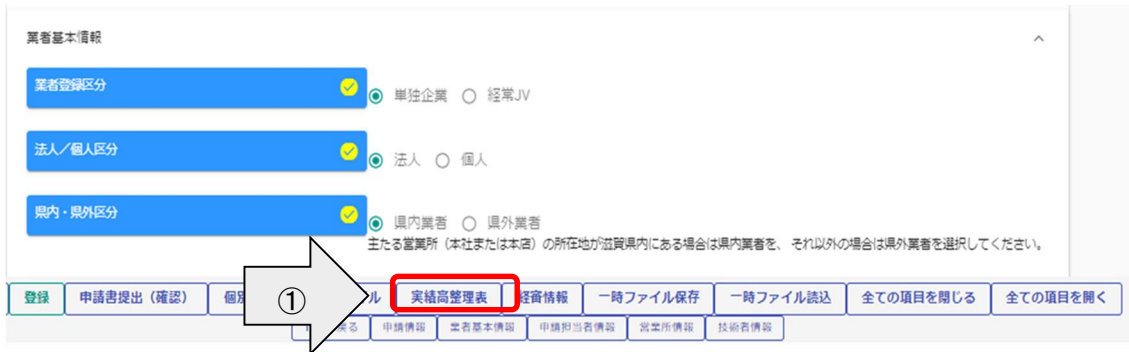 業者基本情報
業者登録区分 単独企業 経常JV
法人／個人区分 法人 個人
県内・県外区分 県内業者 県外業者
主たる営業所（本社または本店）の所在地が滋賀県内にある場合は県内業者を、それ以外の場合は県外業者を選択してください。
登録 申請書提出（確認） 個 ① ル 実績高整理表 経審情報 一時ファイル保存 一時ファイル読込 全ての項目を閉じる 全ての項目を開く
戻る 申請情報 業者基本情報 申請担当者情報 営業所情報 技術者情報